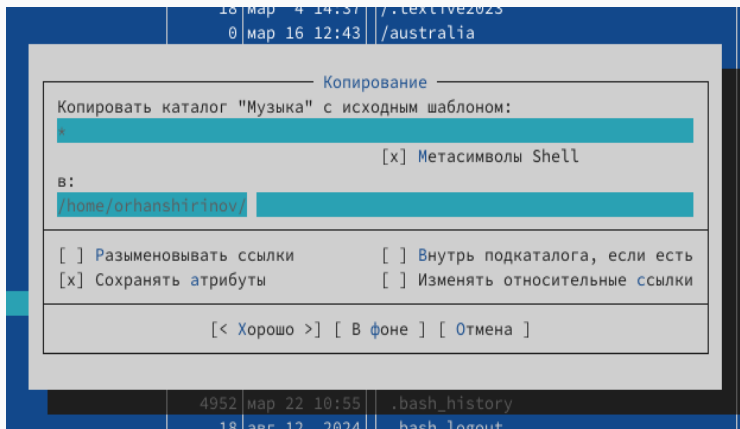 18 мар 4 14:37 /.texlive2023
0 мар 16 12:43 /australia
Копирование
Копировать каталог "Музыка" с исходным шаблоном:
*
[x] Метасимволы Shell
в:
/home/orhanshirinov/
[ ] Разыменовывать ссылки [ ] Внутрь подкаталога, если есть
[x] Сохранять атрибуты [ ] Изменять относительные ссылки
[< Хорошо >] [ В фоне ] [ Отмена ]
4952 мар 22 10:55 .bash_history
18 авг 12 2024 .bash_logout